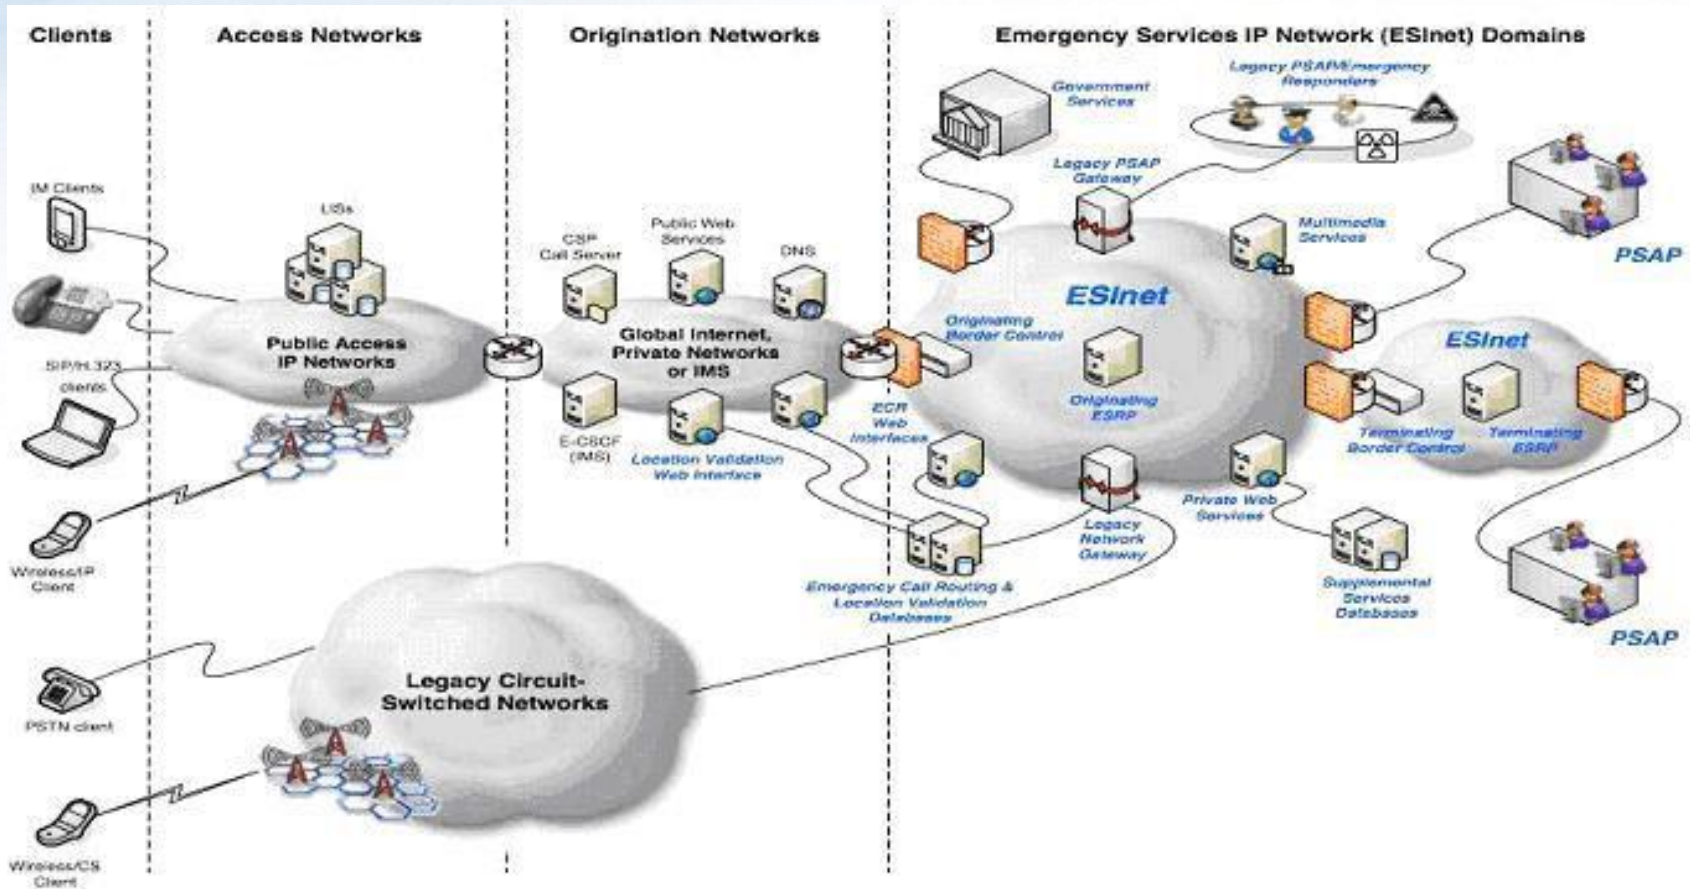 Clients
Access Networks
Origination Networks
Emergency Services IP Network (ESInet) Domains
Legacy PSAP/Emergency
Responders
Government
Services
Legacy PSAP
Gateway
IM Clients
LISs
CSP
Call Server
Public Web
Services
DNS
Multimedia
Services
PSAP
ESInet
Public Access
IP Networks
Global Internet,
Private Networks
or IMS
Originating
Border Control
ESInet
SIP/H.323
clients
Originating
ESRP
ECR
Web
Interfaces
E-CSCF
(IMS)
Location Validation
Web Interface
Terminating
Border Control
Terminating
ESRP
Private Web
Services
Legacy
Network
Gateway
Wireless/IP
Client
Emergency Call Routing &
Location Validation
Databases
Supplemental
Services
Databases
PSAP
Legacy Circuit-
Switched Networks
PSTN client
Wireless/CS
Client